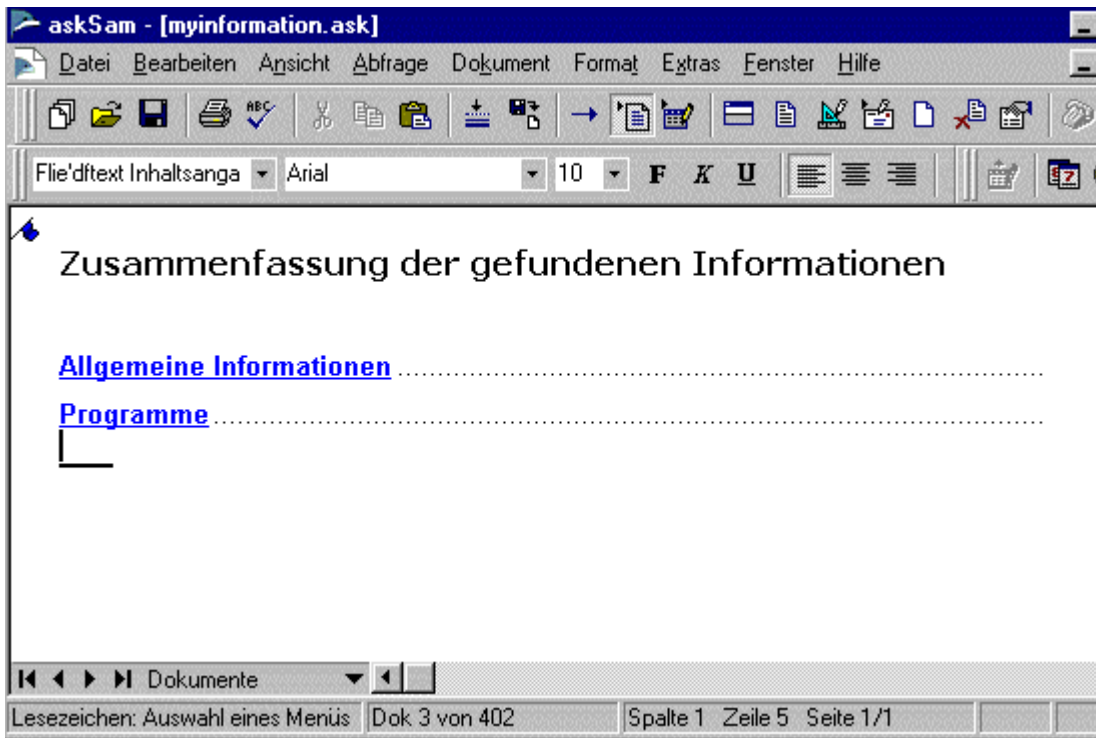 askSam - [myinformation.ask]
Datei Bearbeiten Ansicht Abfrage Dokument Format Extras Fenster Hilfe
ABC
Flie'dftext Inhaltsanga Arial 10 F K U
Zusammenfassung der gefundenen Informationen
Allgemeine Informationen ................................................................................
Programme ........................................................................................................
Dokumente
Lesezeichen: Auswahl eines Menüs Dok 3 von 402 Spalte 1 Zeile 5 Seite 1/1